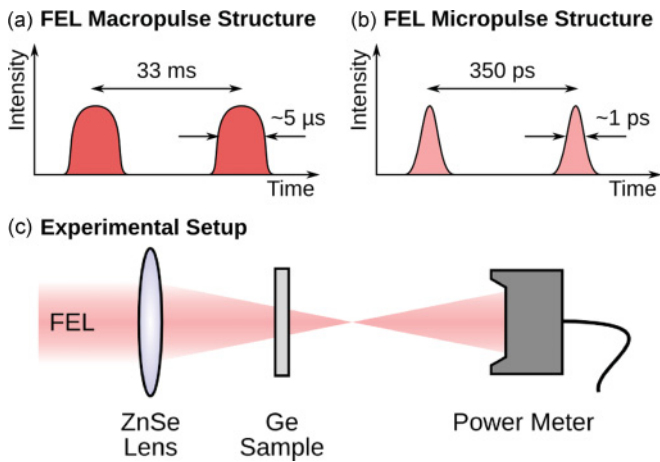 (a) FEL Macropulse Structure
Intensity
33 ms
~5 µs
Time
(b) FEL Micropulse Structure
Intensity
350 ps
~1 ps
Time
(c) Experimental Setup
FEL
ZnSe
Lens
Ge
Sample
Power Meter